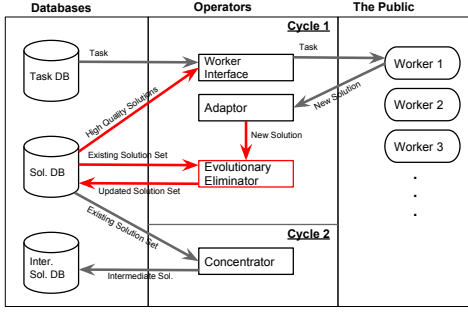 Databases
Operators
The Public
Cycle 1
Task
Task
Task DB
Worker
Interface
Worker 1
High Quality Solutions
New Solution
Adaptor
Worker 2
New Solution
Worker 3
Existing Solution Set
Sol. DB
Evolutionary
Eliminator
Updated Solution Set
Existing Solution Set
Cycle 2
Inter.
Sol. DB
Concentrator
Intermediate Sol.